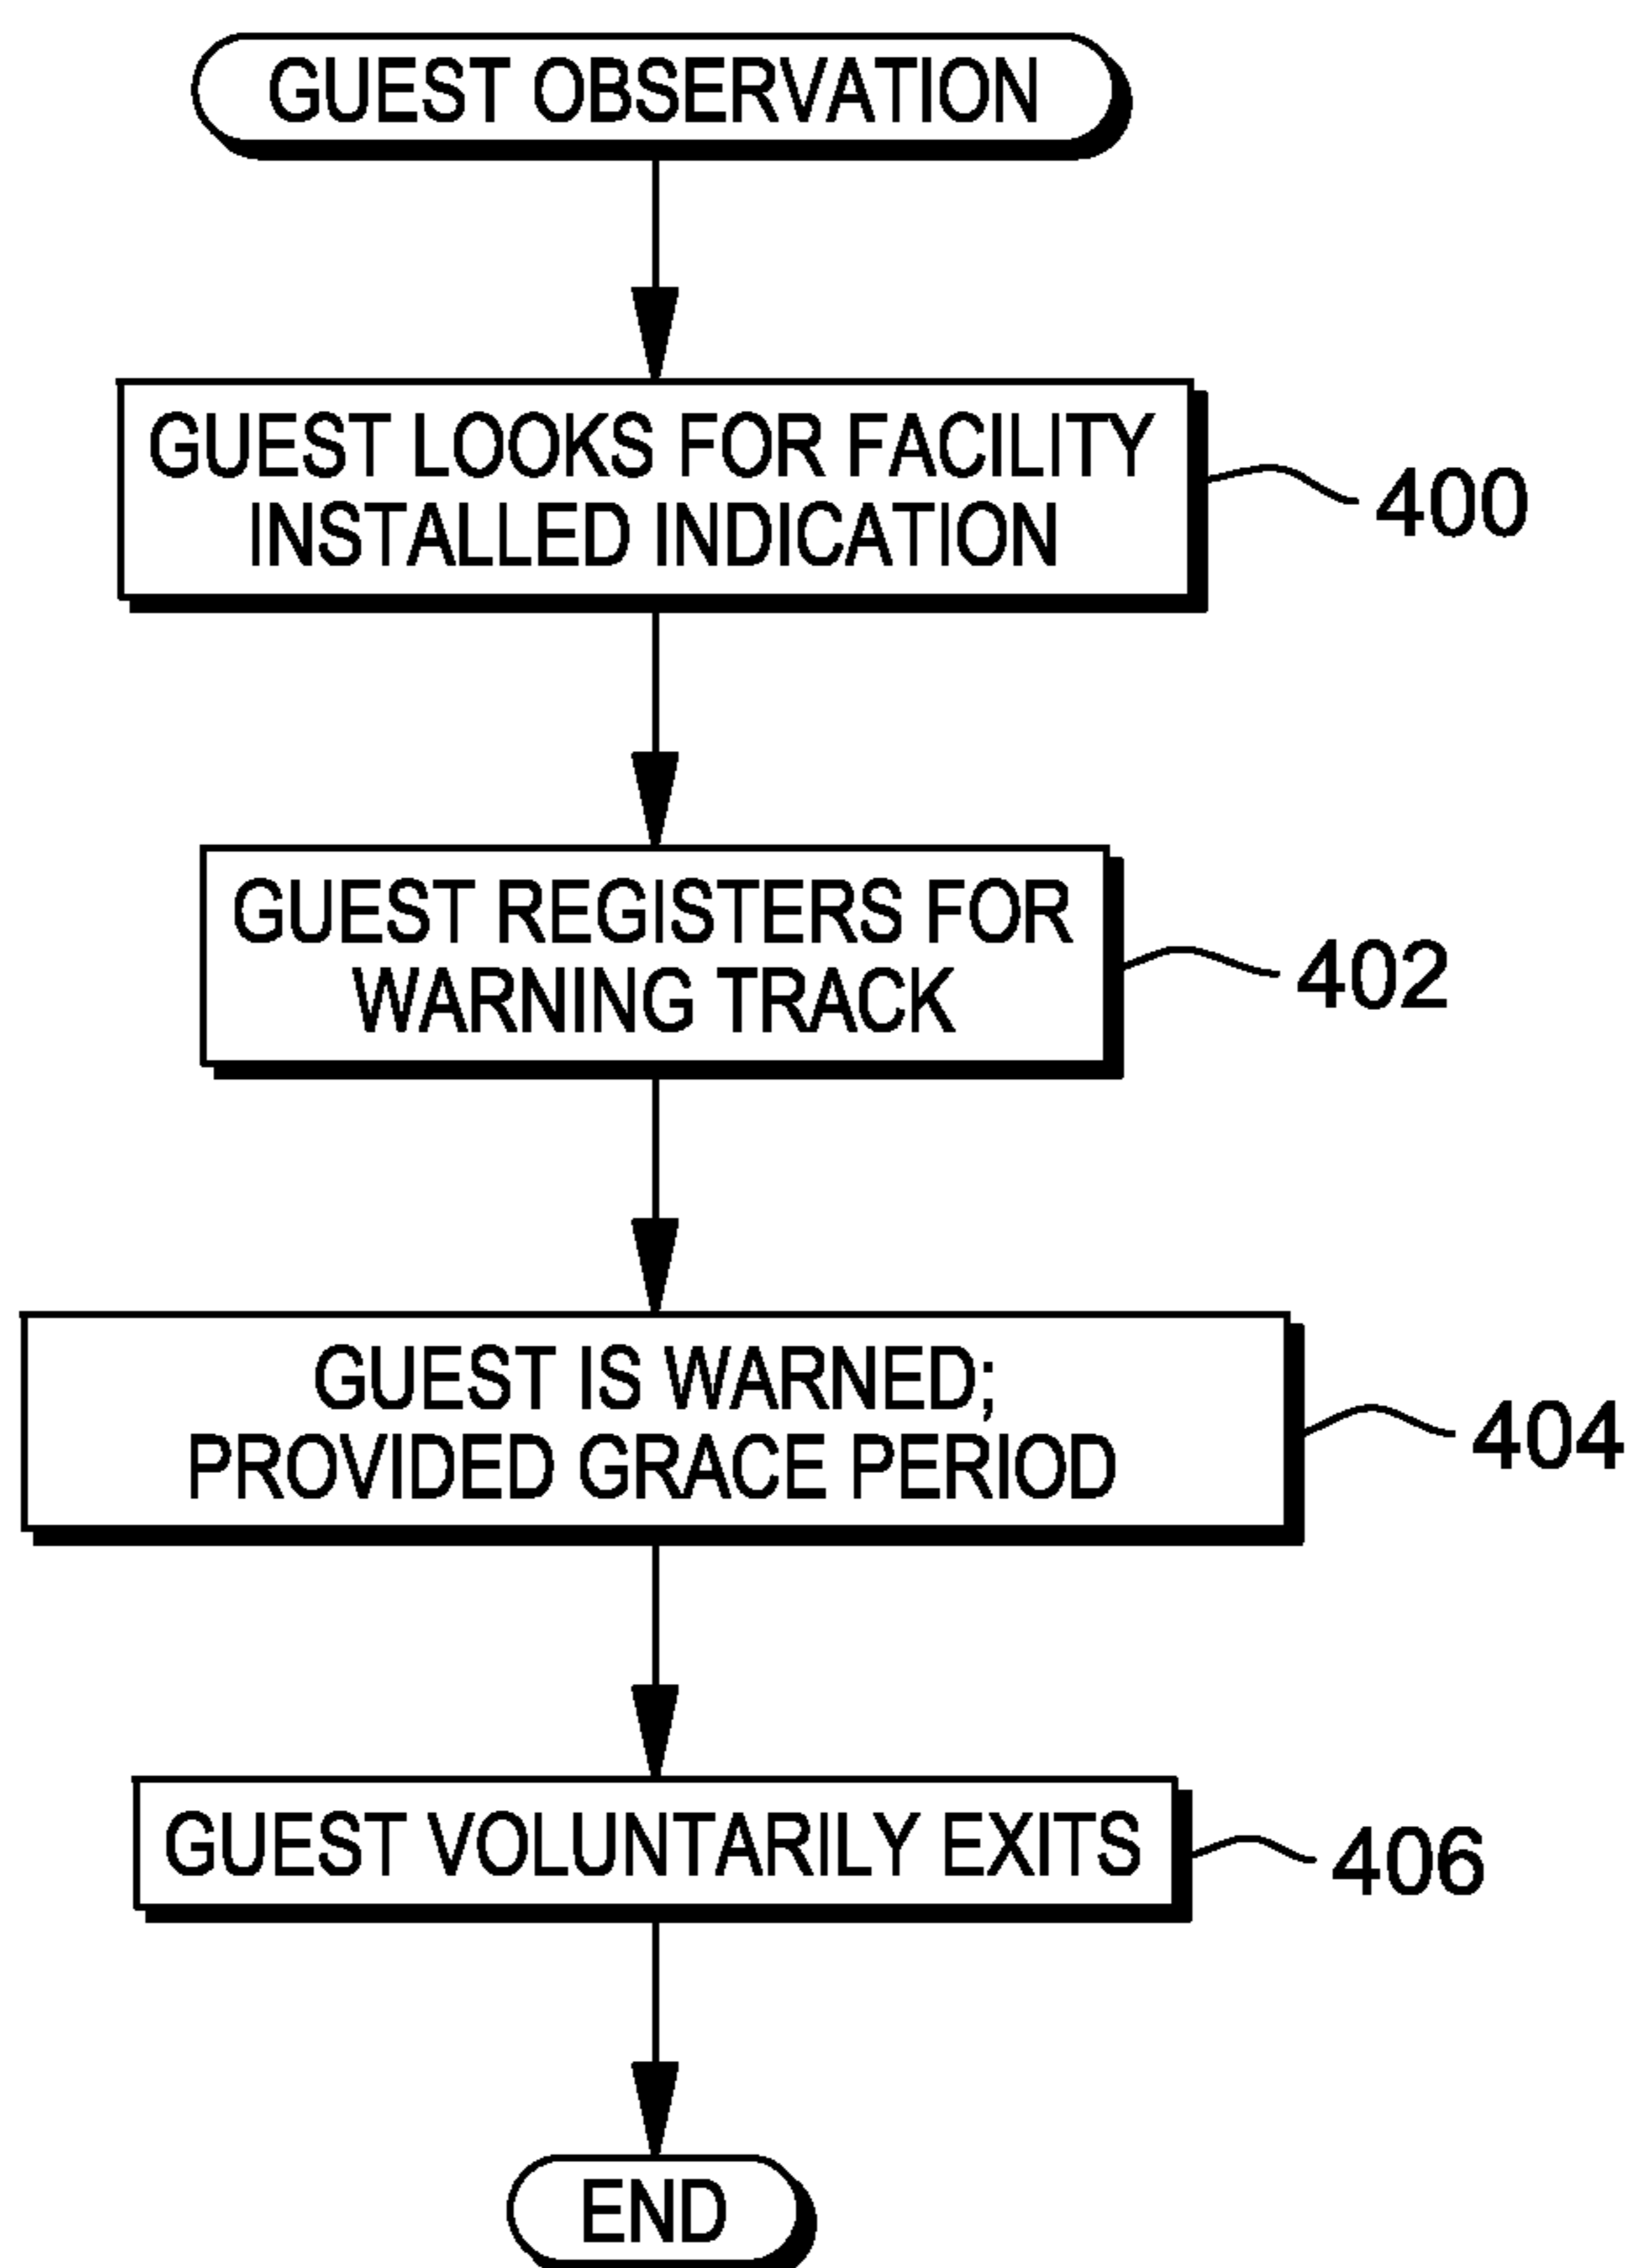 GUEST OBSERVATION
GUEST LOOKS FOR FACILITY
INSTALLED INDICATION
400
GUEST REGISTERS FOR
WARNING TRACK
402
GUEST IS WARNED;
PROVIDED GRACE PERIOD
404
GUEST VOLUNTARILY EXITS
406
END